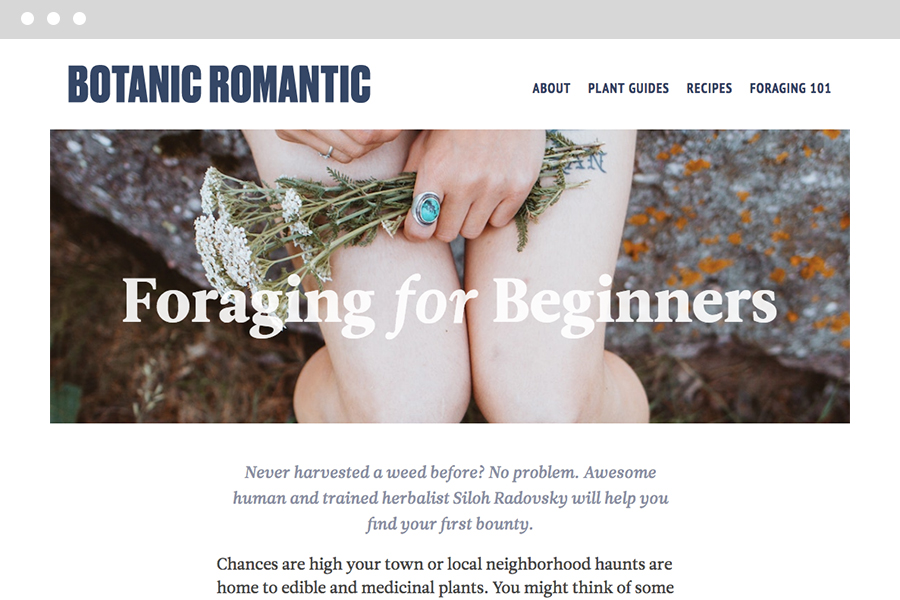 BOTANIC ROMANTIC
ABOUT PLANT GUIDES RECIPES FORAGING 101
Foraging for Beginners
Never harvested a weed before? No problem. Awesome
human and trained herbalist Siloh Radovsky will help you
find your first bounty.
Chances are high your town or local neighborhood haunts are
home to edible and medicinal plants. You might think of some